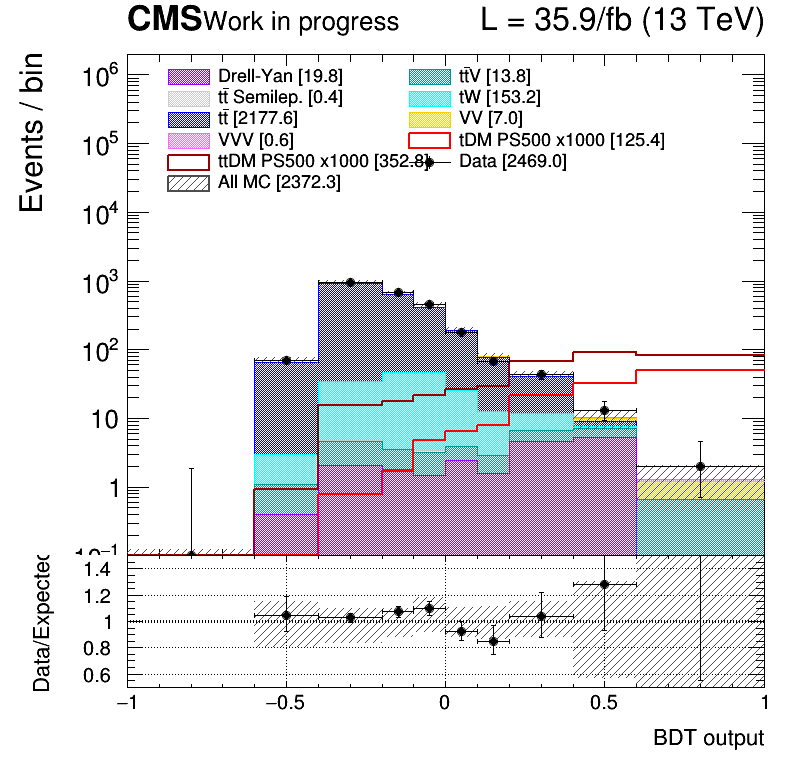 CMS Work in progress L = 35.9/fb (13 TeV)
Events / bin
Drell-Yan [19.8] tt̄V [13.8]
tt̄ Semilep. [0.4] tW [153.2]
tt̄ [2177.6] VV [7.0]
VVV [0.6] tDM PS500 x1000 [125.4]
ttDM PS500 x1000 [352.8] Data [2469.0]
All MC [2372.3]
10⁶
10⁵
10⁴
10³
10²
10
1
10⁻¹
Data/Expected
1.4
1.2
1
0.8
0.6
−1 −0.5 0 0.5 1
BDT output